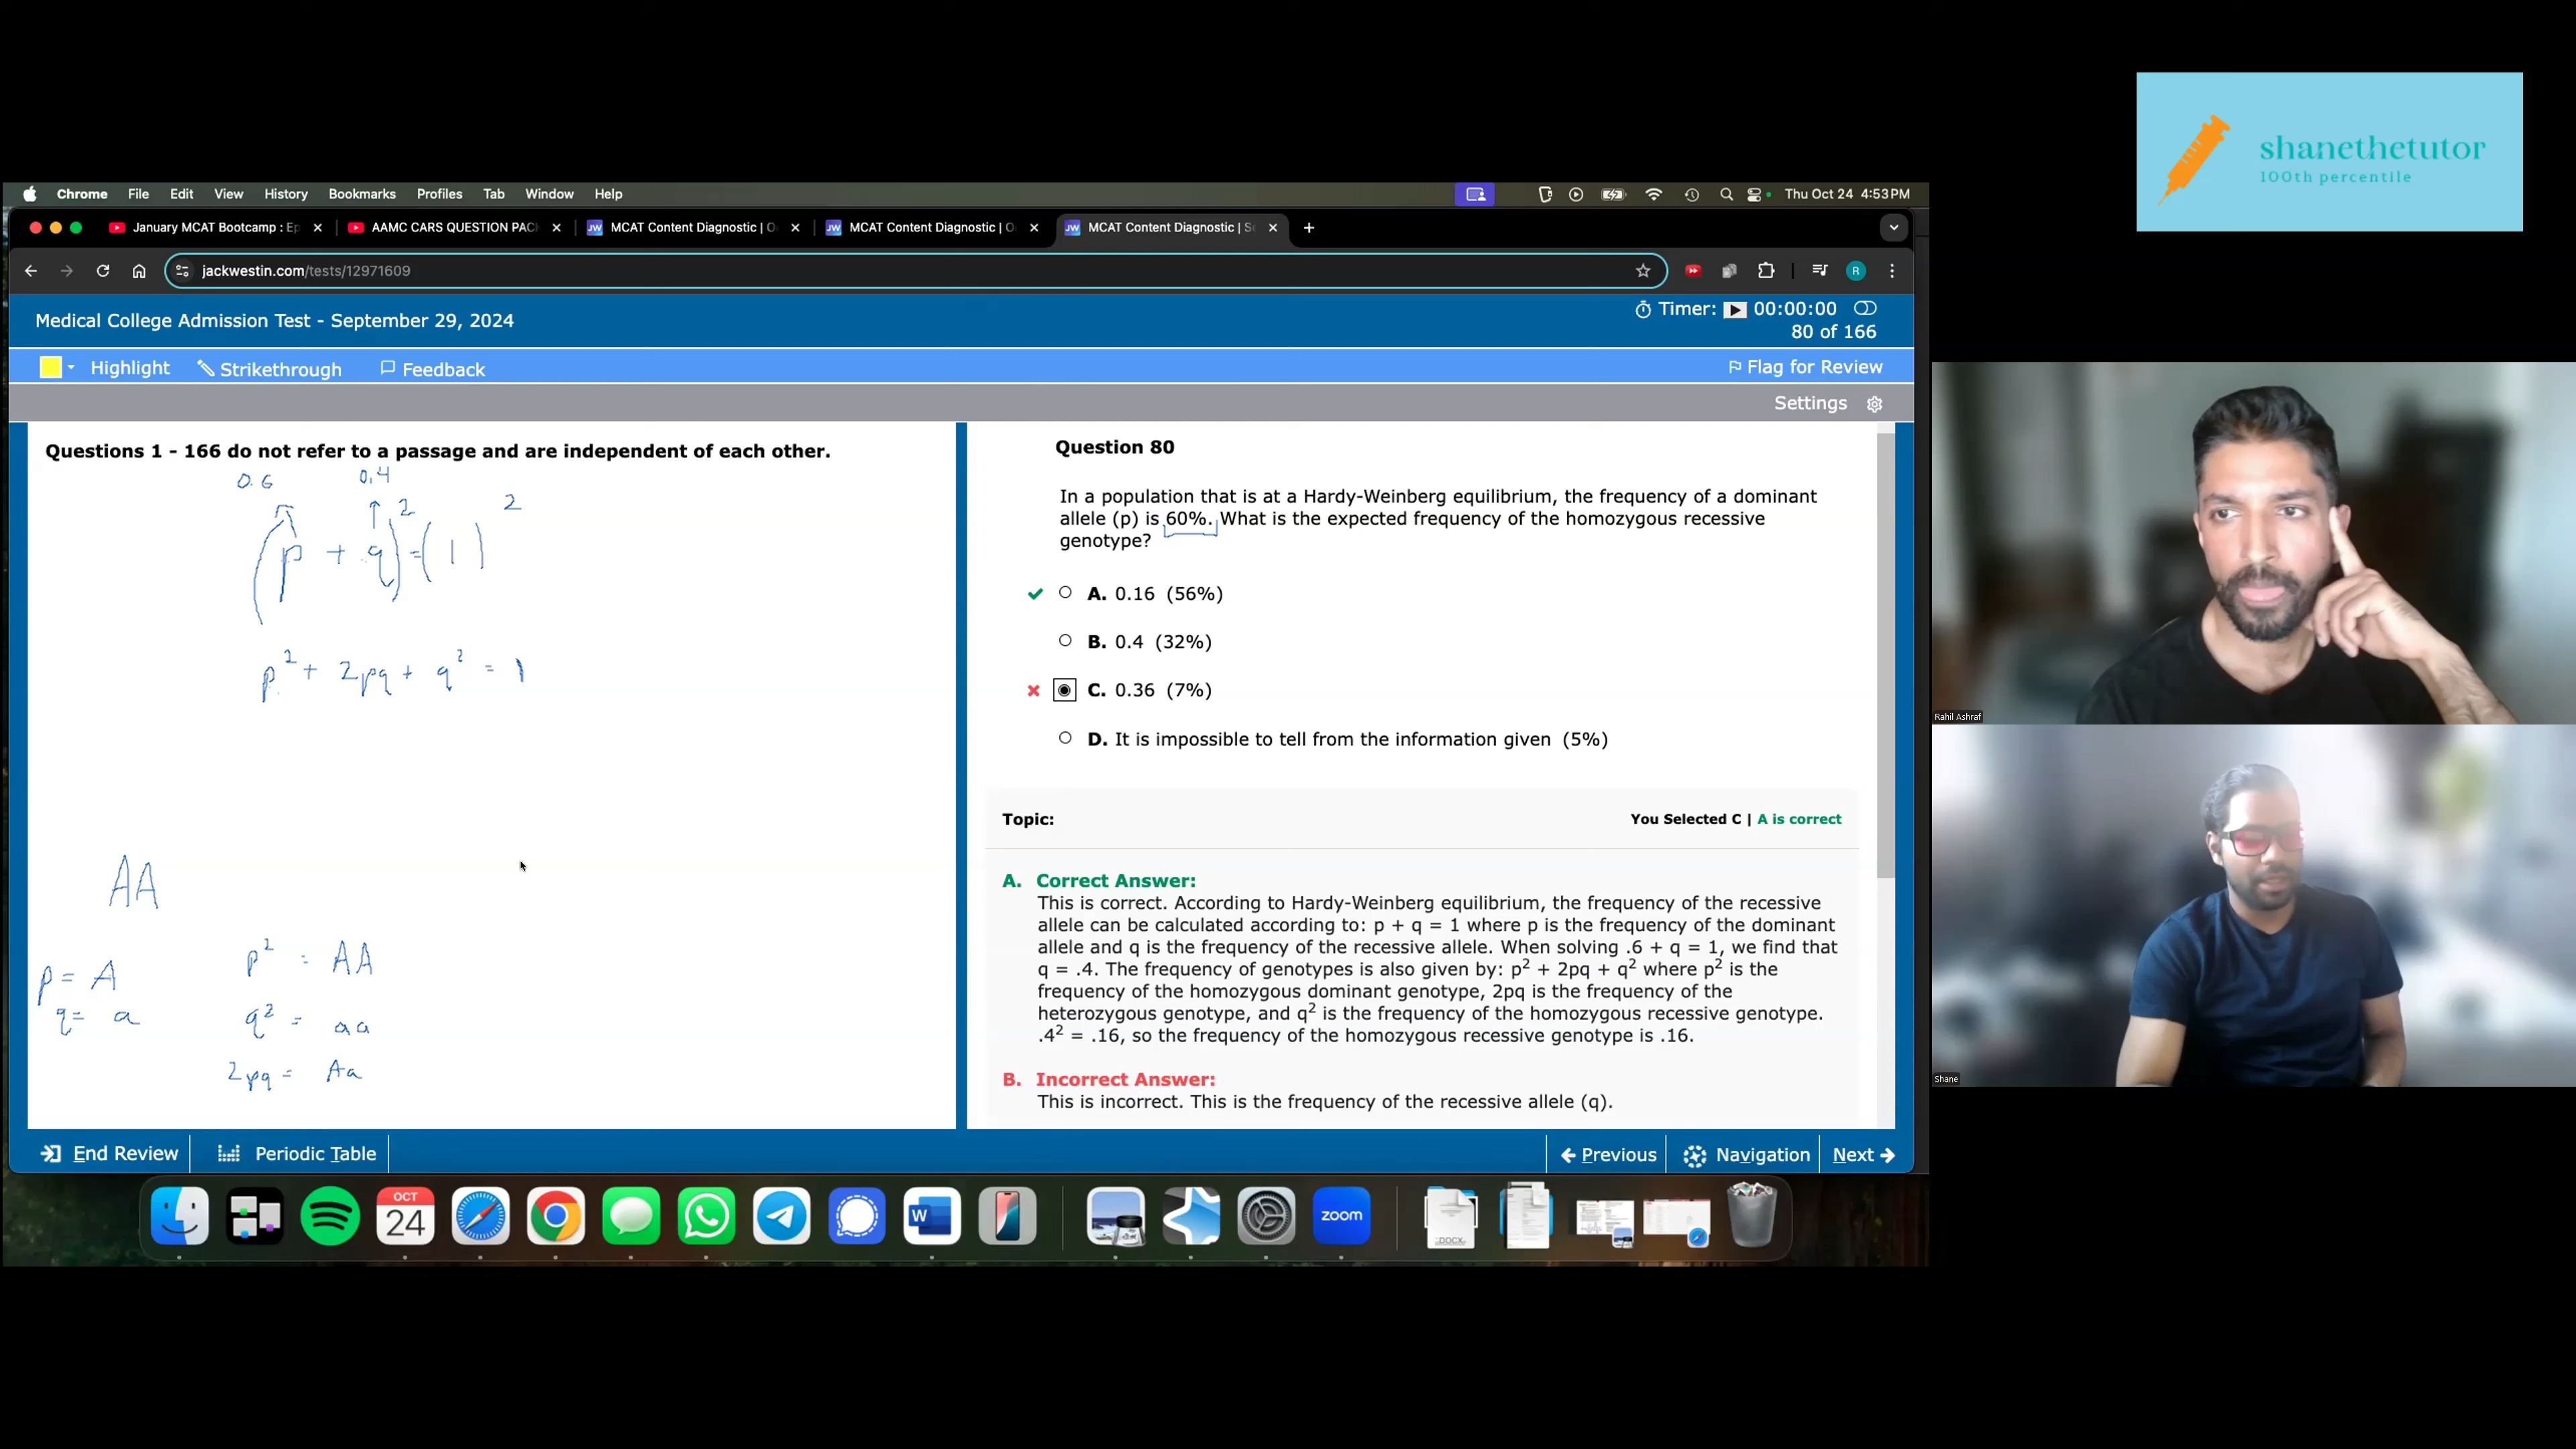 shanethetutor
100th percentile
Chrome File Edit View History Bookmarks Profiles Tab Window Help
Thu Oct 24 4:53 PM
January MCAT Bootcamp : Ep
AAMC CARS QUESTION PAC
MCAT Content Diagnostic | O
MCAT Content Diagnostic | O
MCAT Content Diagnostic | S
jackwestin.com/tests/12971609
R
Medical College Admission Test - September 29, 2024
Timer: 00:00:00
80 of 166
Highlight Strikethrough Feedback
Flag for Review
Settings
Questions 1 - 166 do not refer to a passage and are independent of each other.
0.6 0.4
(p + q)² = (1)²
p² + 2pq + q² = 1
AA
p = A
q = a
p² = AA
q² = aa
2pq = Aa
Question 80
In a population that is at a Hardy-Weinberg equilibrium, the frequency of a dominant
allele (p) is 60%. What is the expected frequency of the homozygous recessive
genotype?
A. 0.16 (56%)
B. 0.4 (32%)
C. 0.36 (7%)
D. It is impossible to tell from the information given (5%)
Topic:
You Selected C | A is correct
A. Correct Answer:
This is correct. According to Hardy-Weinberg equilibrium, the frequency of the recessive
allele can be calculated according to: p + q = 1 where p is the frequency of the dominant
allele and q is the frequency of the recessive allele. When solving .6 + q = 1, we find that
q = .4. The frequency of genotypes is also given by: p² + 2pq + q² where p² is the
frequency of the homozygous dominant genotype, 2pq is the frequency of the
heterozygous genotype, and q² is the frequency of the homozygous recessive genotype.
.4² = .16, so the frequency of the homozygous recessive genotype is .16.
B. Incorrect Answer:
This is incorrect. This is the frequency of the recessive allele (q).
End Review Periodic Table
Previous Navigation Next
OCT
24
W
zoom
DOCX
Rahil Ashraf
Shane